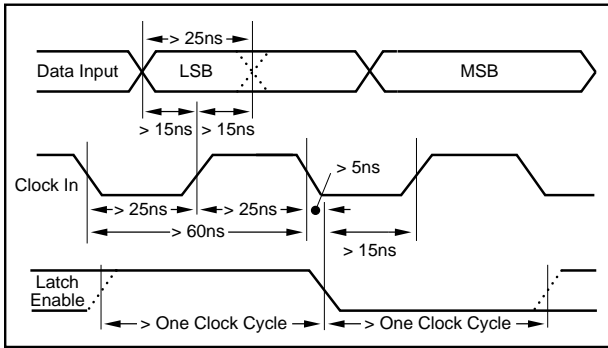 > 25ns
Data Input
LSB
MSB
> 15ns
> 15ns
> 5ns
Clock In
> 25ns
> 25ns
> 60ns
> 15ns
Latch
Enable
> One Clock Cycle
> One Clock Cycle